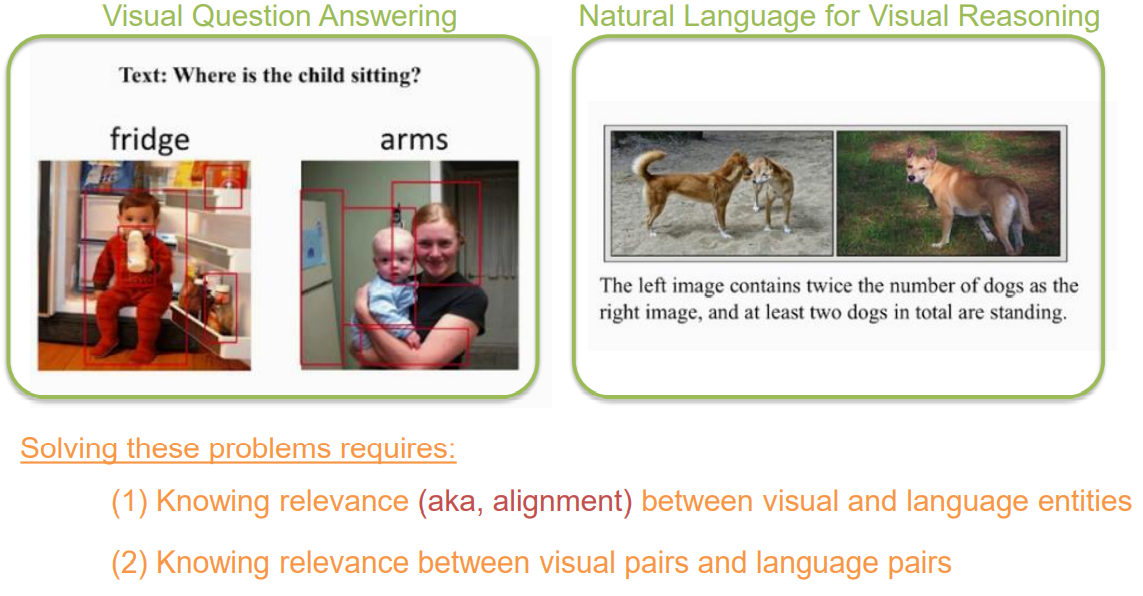 Visual Question Answering
Natural Language for Visual Reasoning
Text: Where is the child sitting?
fridge
arms
The left image contains twice the number of dogs as the
right image, and at least two dogs in total are standing.
Solving these problems requires:
(1) Knowing relevance (aka, alignment) between visual and language entities
(2) Knowing relevance between visual pairs and language pairs